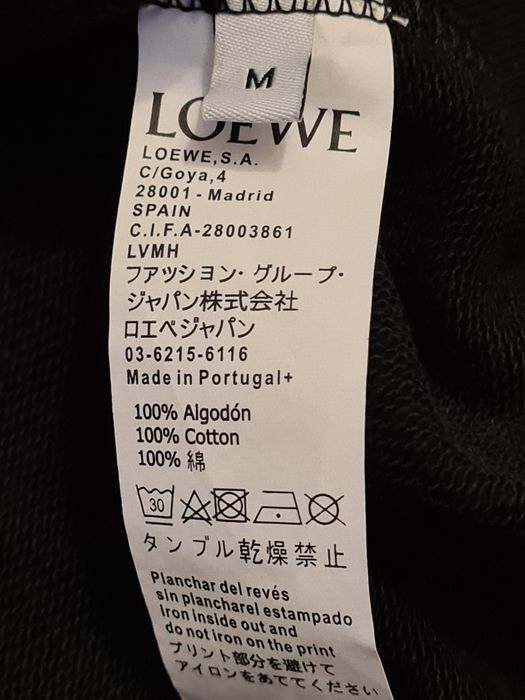 M
LOEWE
LOEWE,S.A.
C/Goya,4
28001 - Madrid
SPAIN
C.I.F.A-28003861
LVMH
ファッション・グループ・
ジャパン株式会社
ロエベジャパン
03-6215-6116
Made in Portugal+
100% Algodón
100% Cotton
100% 綿
30
タンブル乾燥禁止
Planchar del revés
sin plancharel estampado
Iron inside out and
do not iron on the print
プリント部分を避けて
アイロンをあててください